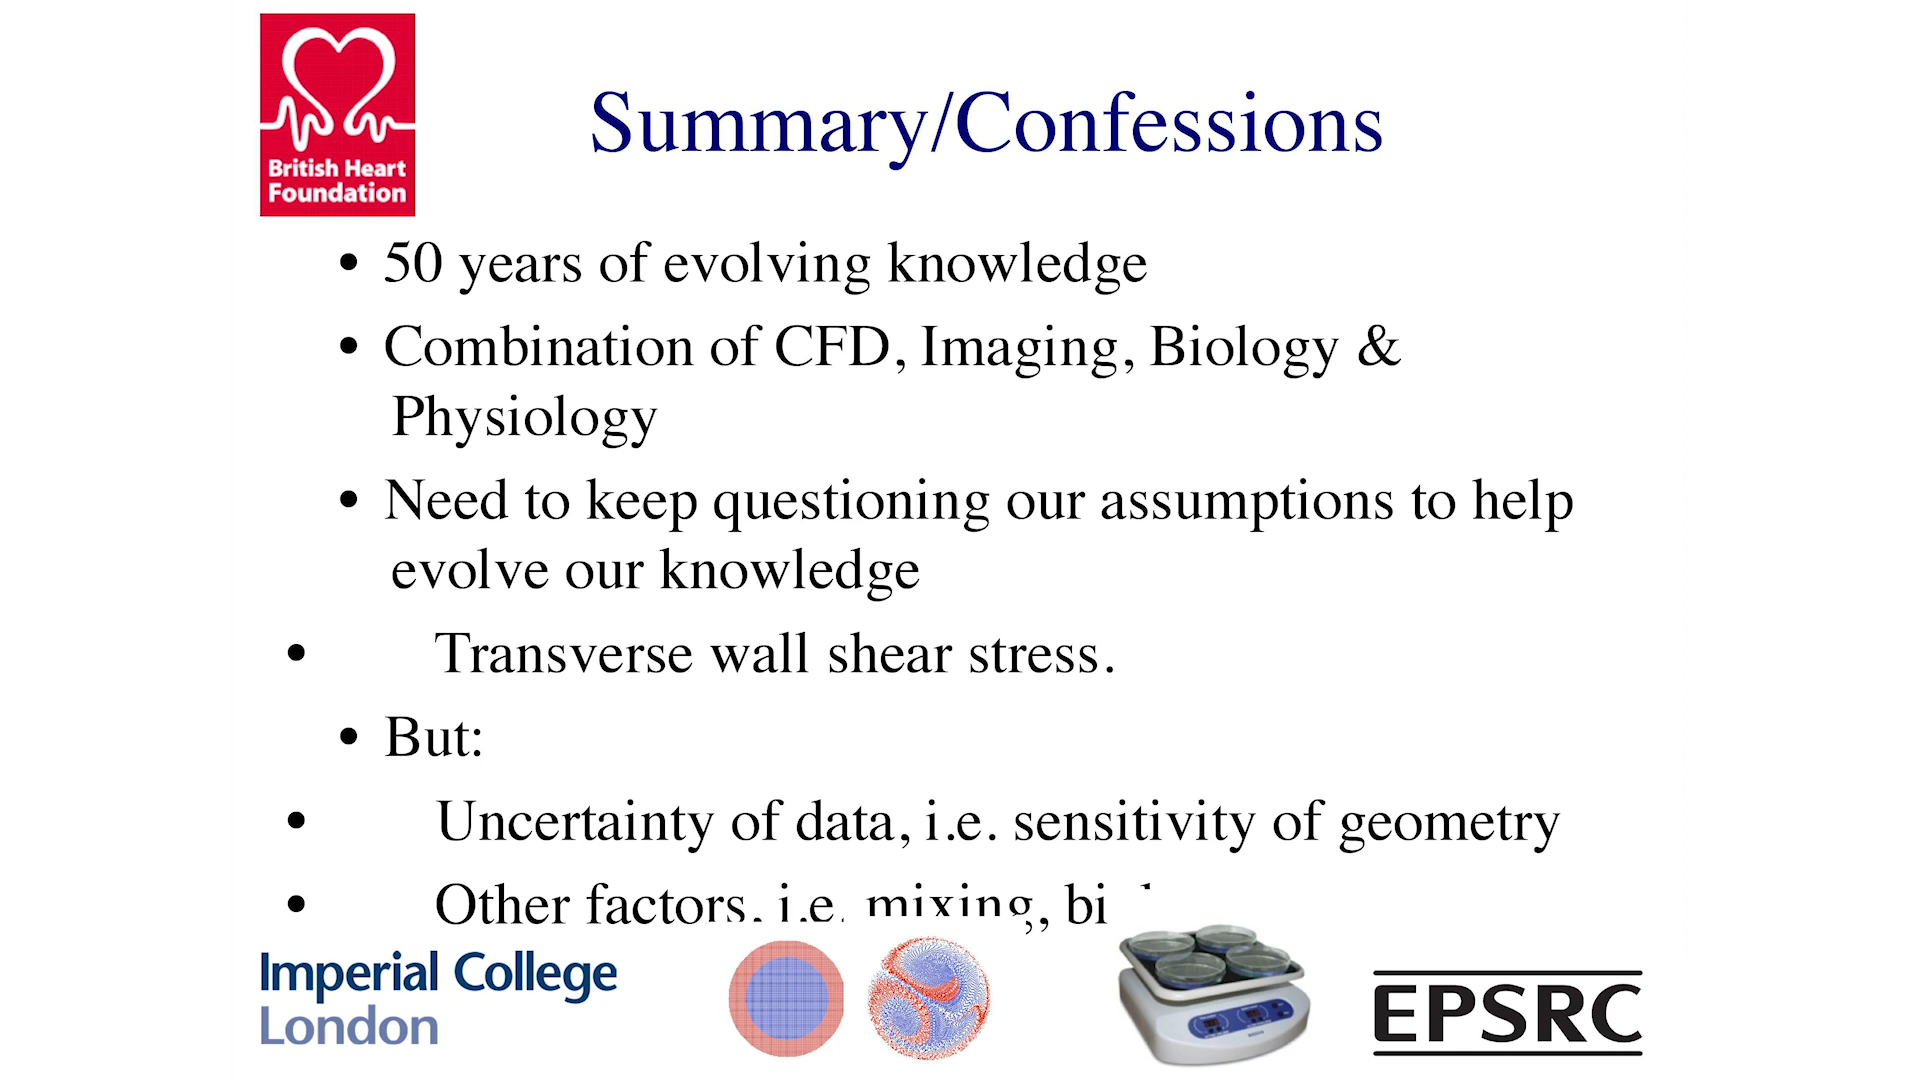 British Heart
Foundation
Summary/Confessions
• 50 years of evolving knowledge
• Combination of CFD, Imaging, Biology &
Physiology
• Need to keep questioning our assumptions to help
evolve our knowledge
• Transverse wall shear stress.
• But:
• Uncertainty of data, i.e. sensitivity of geometry
• Other factors, i.e. mixing,
Imperial College
London
EPSRC